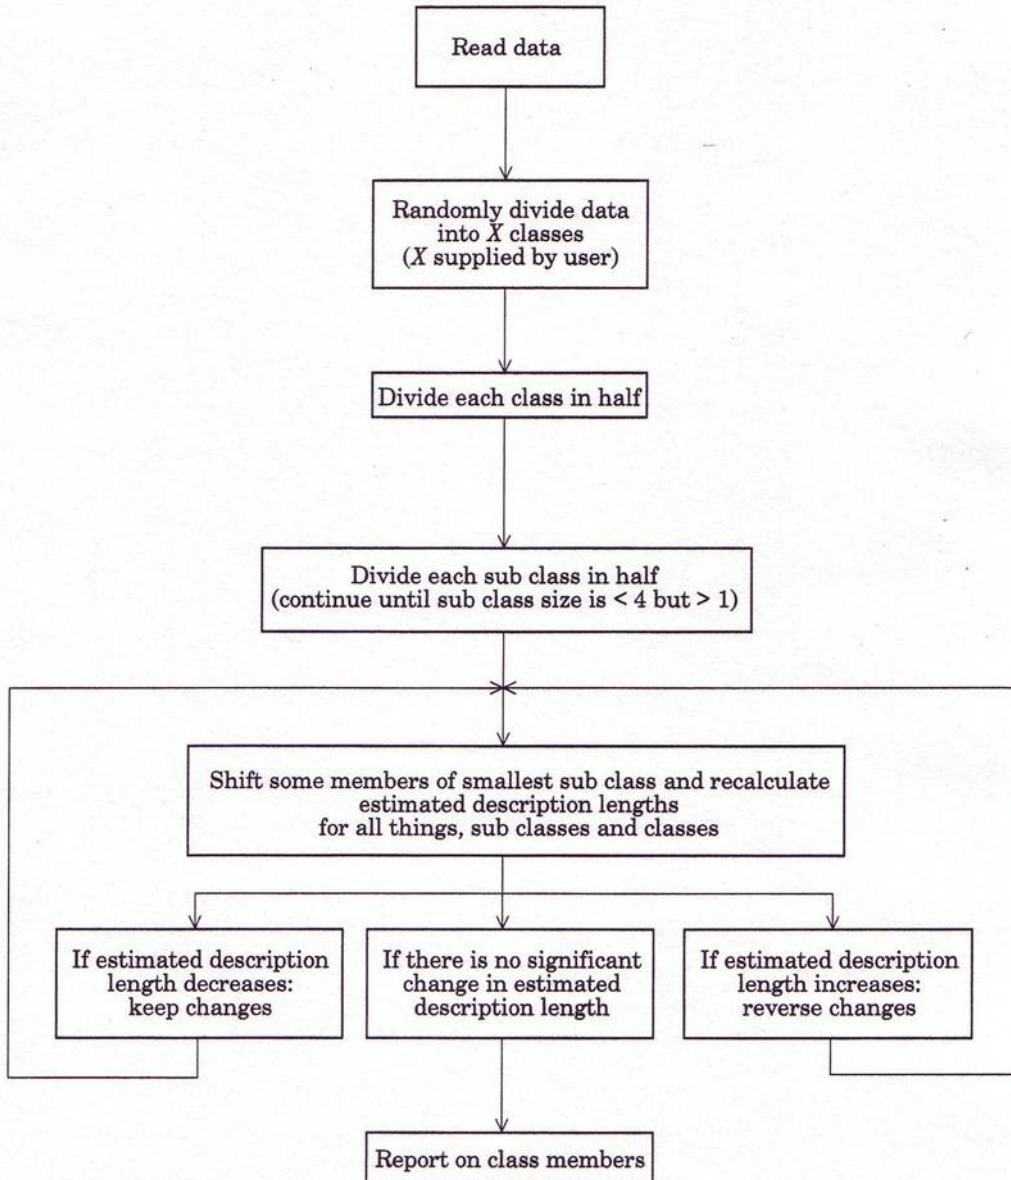 Read data
Randomly divide data
into X classes
(X supplied by user)
Divide each class in half
Divide each sub class in half
(continue until sub class size is < 4 but > 1)
Shift some members of smallest sub class and recalculate
estimated description lengths
for all things, sub classes and classes
If estimated description
length decreases:
keep changes
If there is no significant
change in estimated
description length
If estimated description
length increases:
reverse changes
Report on class members